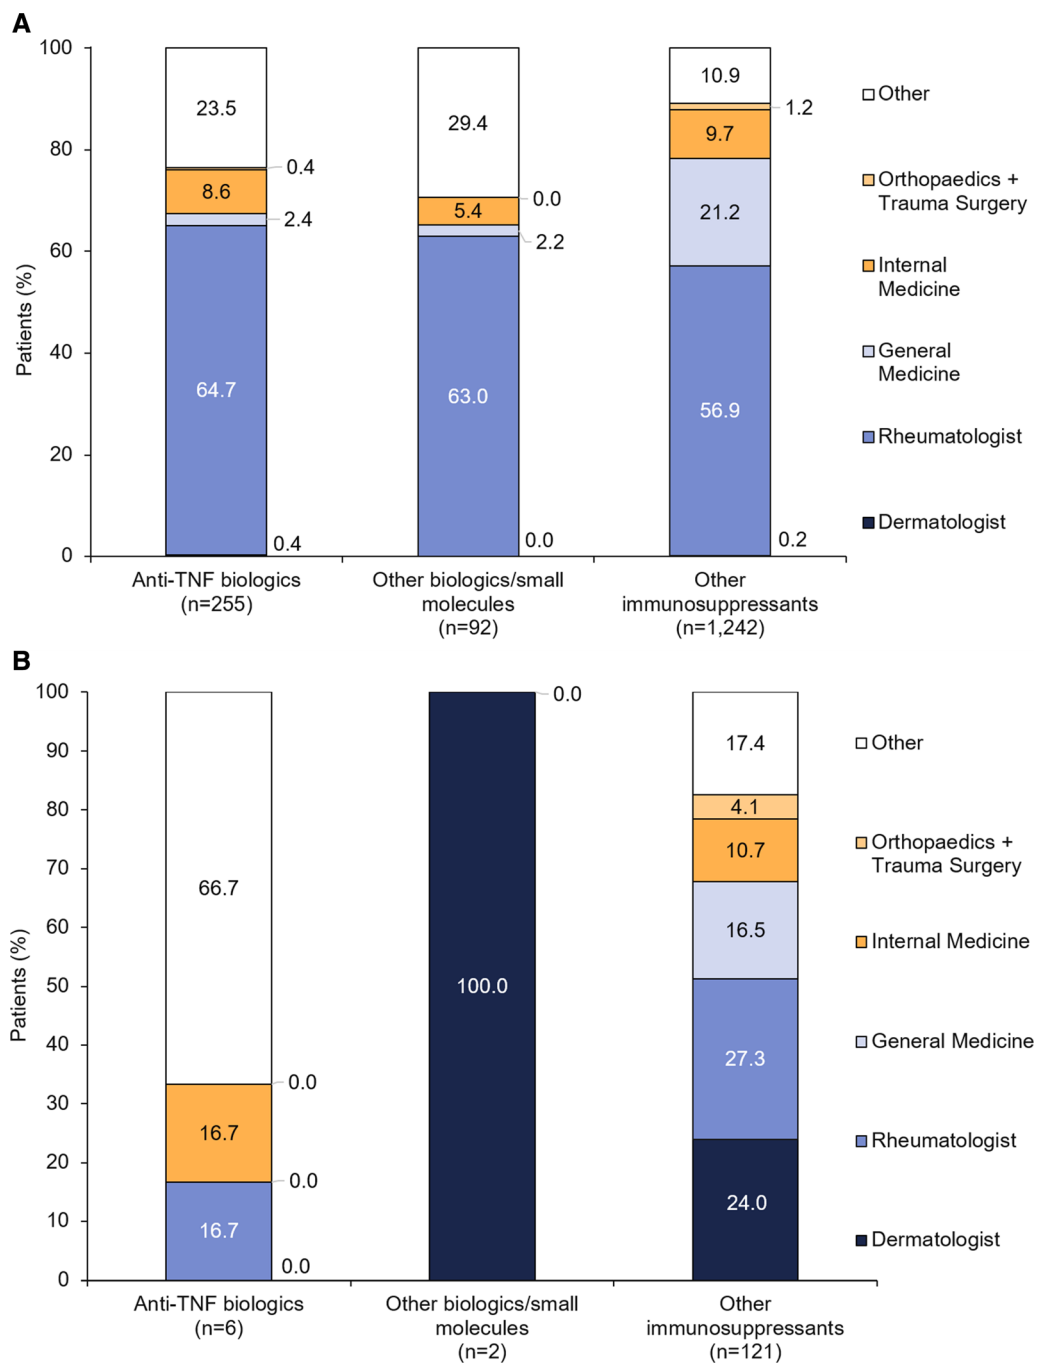 A
100
80
60
40
20
0
Patients (%)
23.5
0.4
8.6
2.4
64.7
0.4
29.4
0.0
5.4
2.2
63.0
0.0
10.9
1.2
9.7
21.2
56.9
0.2
Anti-TNF biologics
(n=255)
Other biologics/small
molecules
(n=92)
Other
immunosuppressants
(n=1,242)
Other
Orthopaedics +
Trauma Surgery
Internal
Medicine
General
Medicine
Rheumatologist
Dermatologist
B
100
90
80
70
60
50
40
30
20
10
0
Patients (%)
66.7
0.0
16.7
0.0
16.7
0.0
0.0
100.0
17.4
4.1
10.7
16.5
27.3
24.0
Anti-TNF biologics
(n=6)
Other biologics/small
molecules
(n=2)
Other
immunosuppressants
(n=121)
Other
Orthopaedics +
Trauma Surgery
Internal Medicine
General Medicine
Rheumatologist
Dermatologist